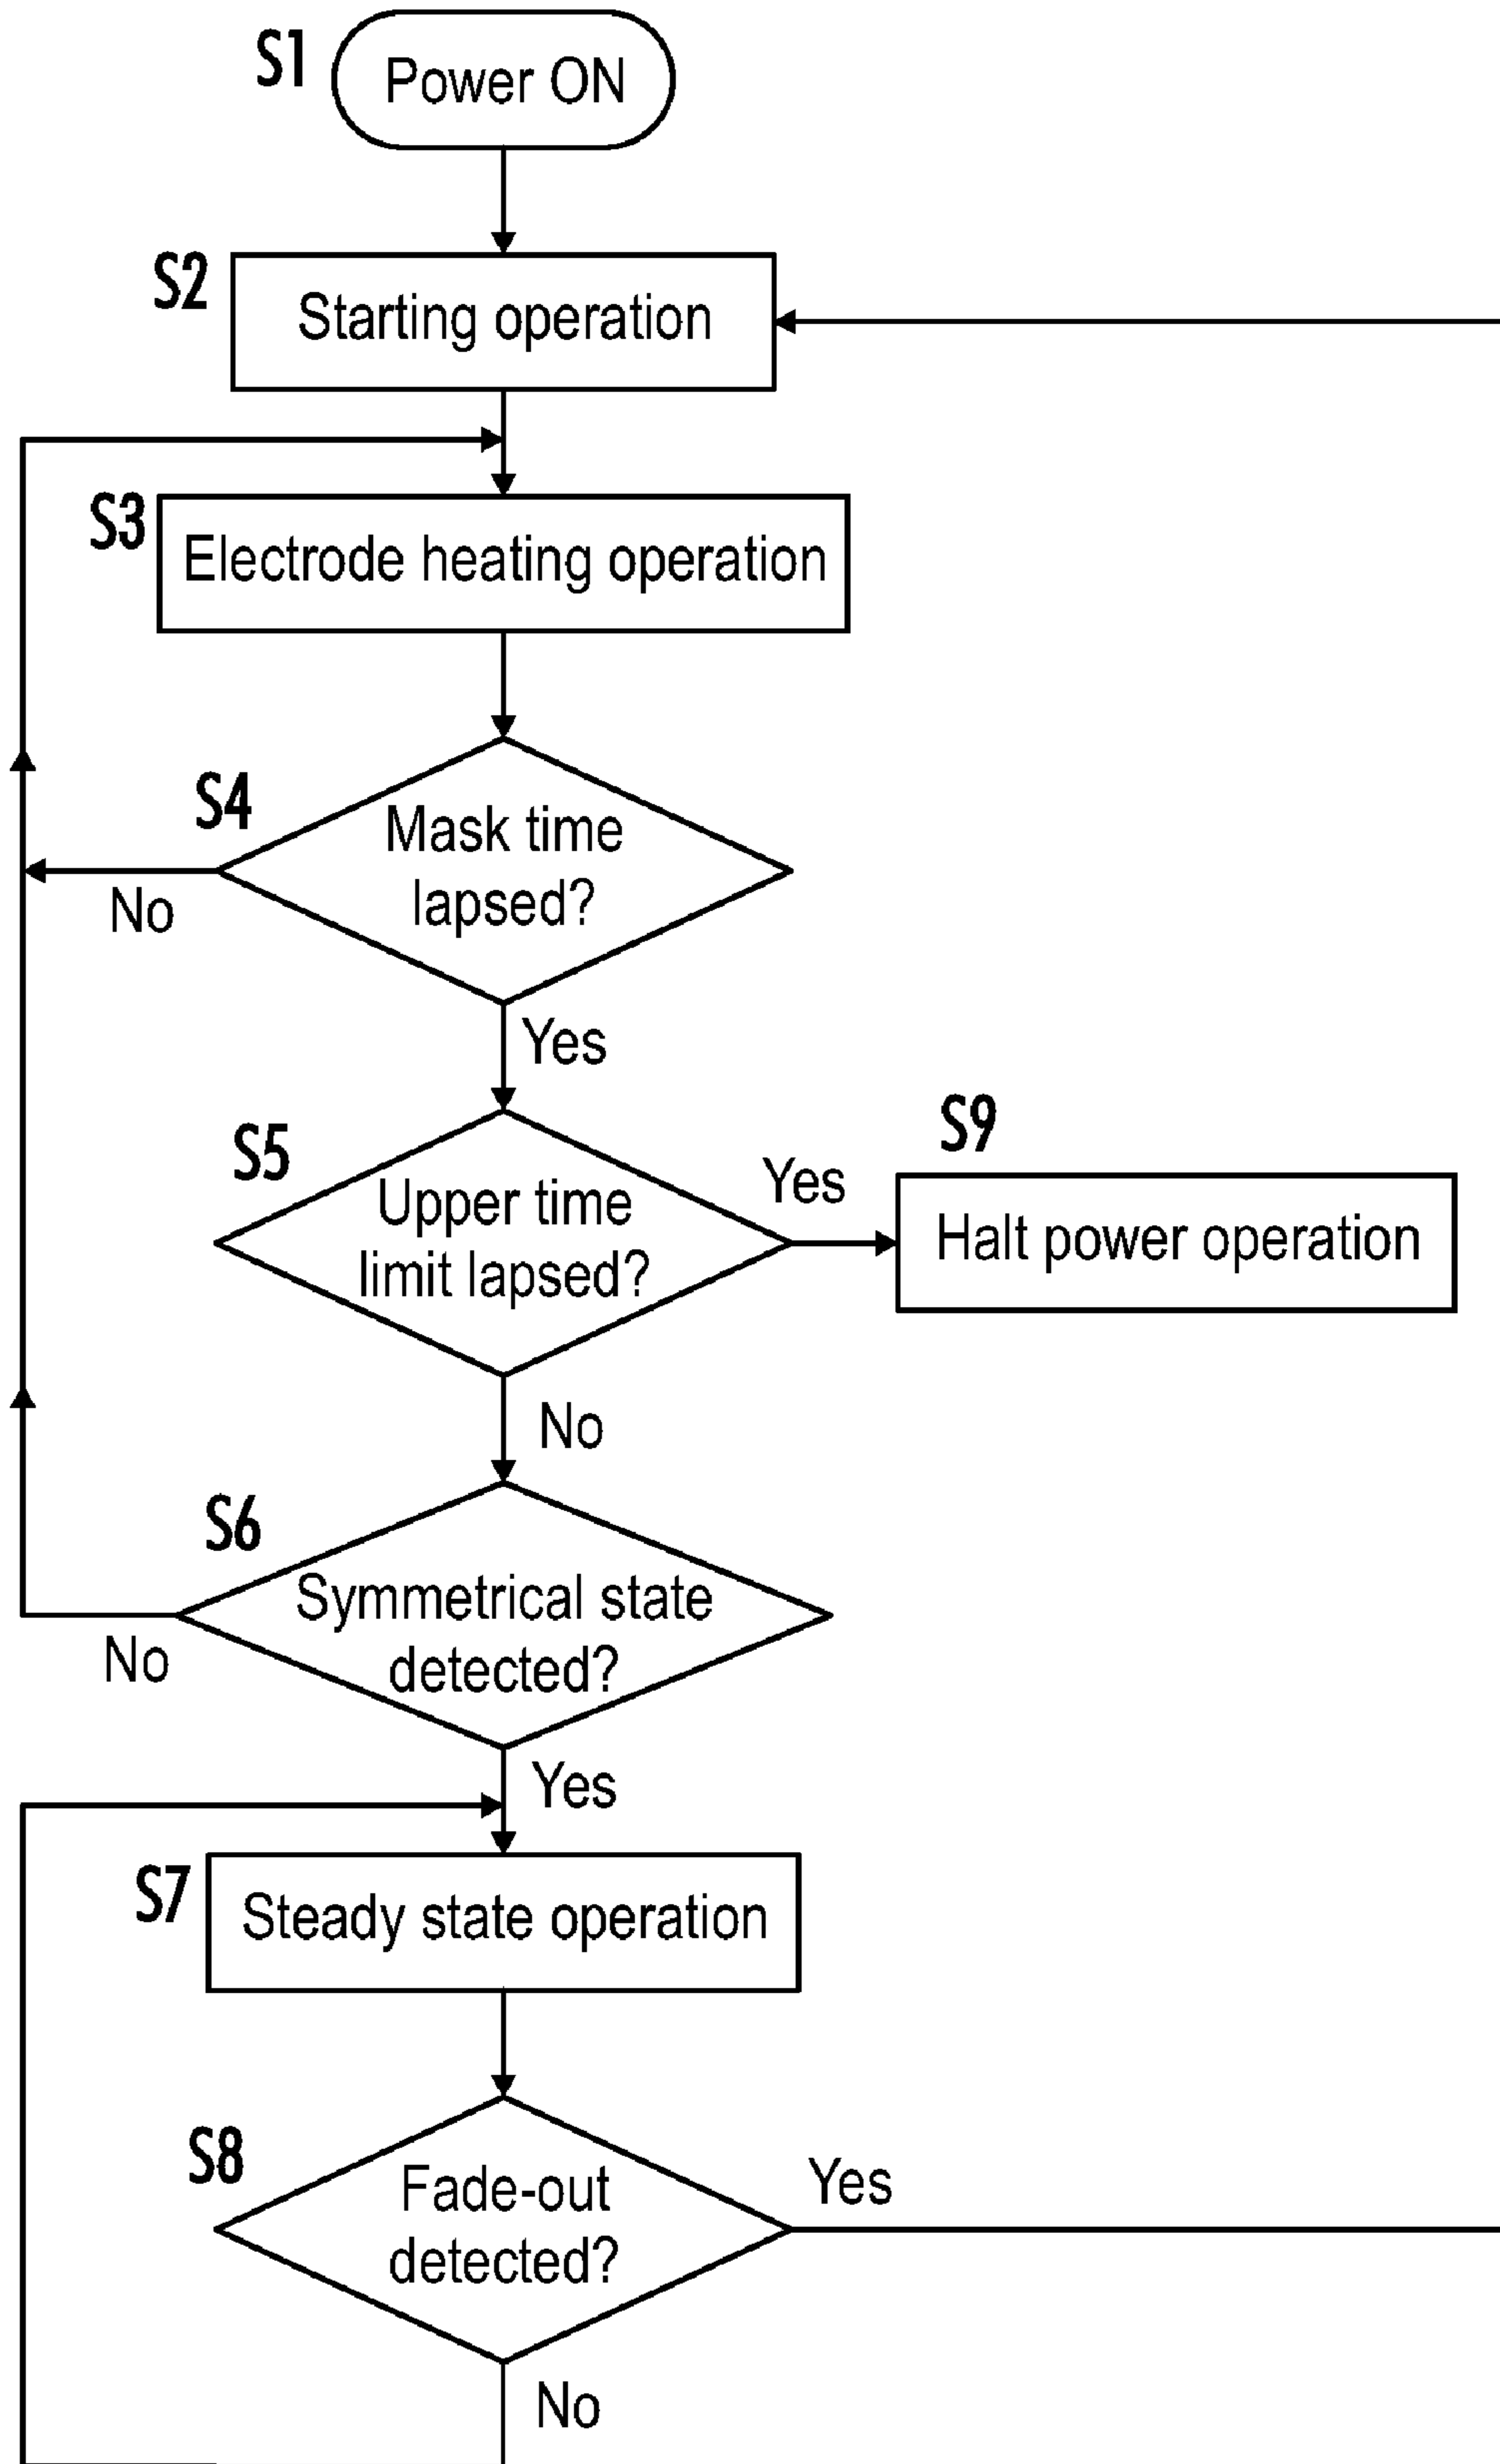 S1
Power ON
S2
Starting operation
S3
Electrode heating operation
S4
Mask time
lapsed?
No
Yes
S5
Upper time
limit lapsed?
Yes
S9
Halt power operation
No
S6
Symmetrical state
detected?
No
Yes
S7
Steady state operation
S8
Fade-out
detected?
Yes
No